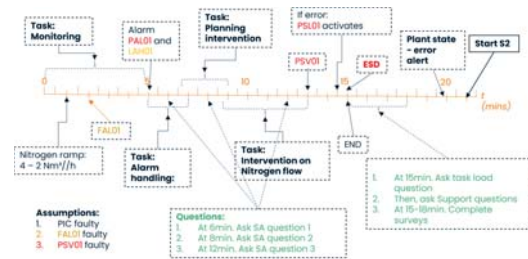 Task:
Monitoring
Alarm
PAL01 and
LAH01
Task:
Planning
intervention
If error:
PSL01 activates
PSV01
ESD
Plant state
- error
alert
Start S2
0
5
10
15
20
t
(mins)
FAL01
Nitrogen ramp:
4 – 2 Nm³//h
Task:
Alarm
handling:
Task:
Intervention on
Nitrogen flow
END
Assumptions:
1. PIC faulty
2. FAL01 faulty
3. PSV01 faulty
Questions:
1. At 6min. Ask SA question 1
2. At 8min. Ask SA question 2
3. At 12min. Ask SA question 3
1. At 15min. Ask task load
question
2. Then, ask Support questions
3. At 15-18min. Complete
surveys